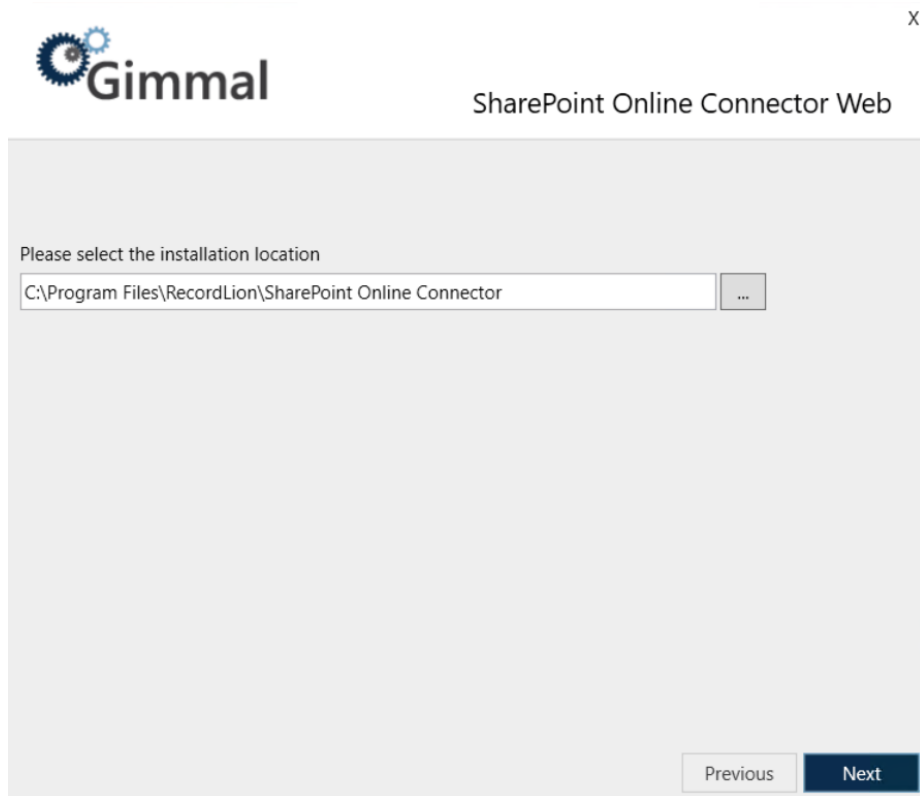 X
Gimmal
SharePoint Online Connector Web
Please select the installation location
C:\Program Files\RecordLion\SharePoint Online Connector
...
Previous
Next